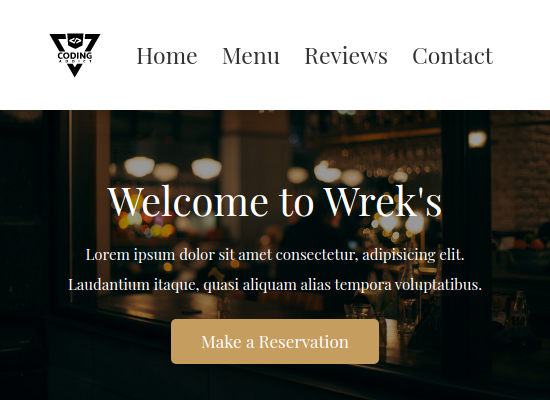 </>
CODING
ADDICT
Home Menu Reviews Contact
Welcome to Wrek's
Lorem ipsum dolor sit amet consectetur, adipisicing elit.
Laudantium itaque, quasi aliquam alias tempora voluptatibus.
Make a Reservation